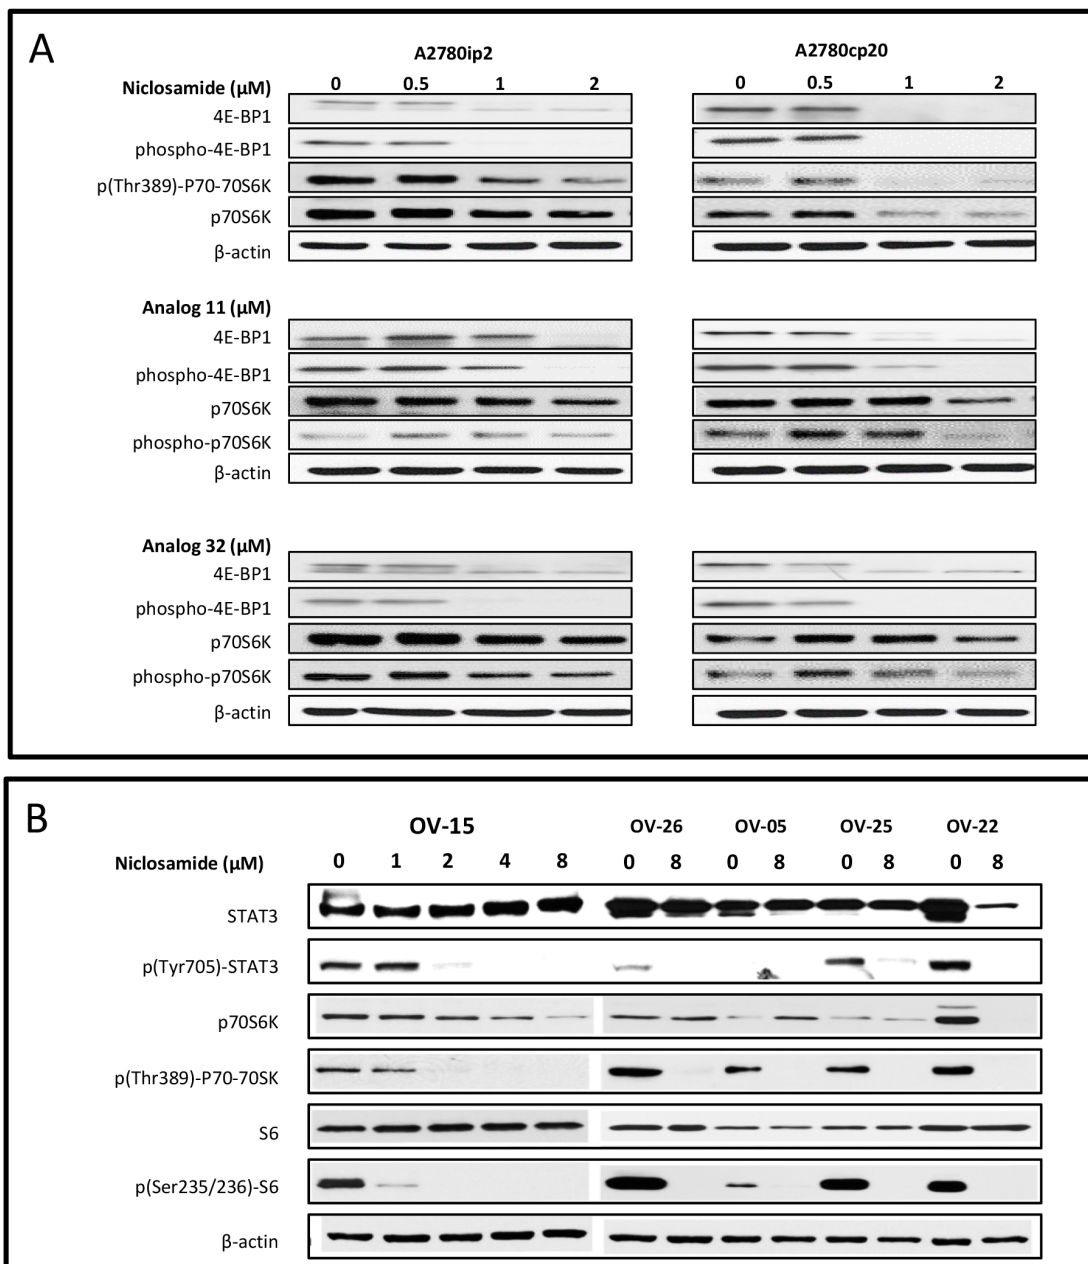 A
A2780ip2 A2780cp20
Niclosamide (µM) 0 0.5 1 2 0 0.5 1 2
4E-BP1
phospho-4E-BP1
p(Thr389)-P70-70S6K
p70S6K
β-actin
Analog 11 (µM)
4E-BP1
phospho-4E-BP1
p70S6K
phospho-p70S6K
β-actin
Analog 32 (µM)
4E-BP1
phospho-4E-BP1
p70S6K
phospho-p70S6K
β-actin
B
OV-15 OV-26 OV-05 OV-25 OV-22
Niclosamide (µM) 0 1 2 4 8 0 8 0 8 0 8 0 8
STAT3
p(Tyr705)-STAT3
p70S6K
p(Thr389)-P70-70SK
S6
p(Ser235/236)-S6
β-actin